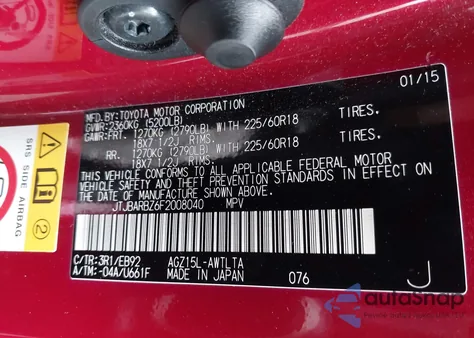 01/15
MFD.BY:TOYOTA MOTOR CORPORATION
GVWR:2360KG (5200LB)
GAWR:FRT. 1270KG (2790LB) WITH 225/60R18 TIRES.
18X7 1/2J RIMS.
RR. 1270KG (2790LB) WITH 225/60R18 TIRES.
18X7 1/2J RIMS.
THIS VEHICLE CONFORMS TO ALL APPLICABLE FEDERAL MOTOR
VEHICLE SAFETY AND THEFT PREVENTION STANDARDS IN EFFECT ON
THE DATE OF MANUFACTURE SHOWN ABOVE.
JTJBARBZ6F2008040 MPV
C/TR:3R1/EB92 AGZ15L-AWTLTA
A/TM:-04A/U661F MADE IN JAPAN 076 J
SRS SIDE AIRBAG
2
autosnap